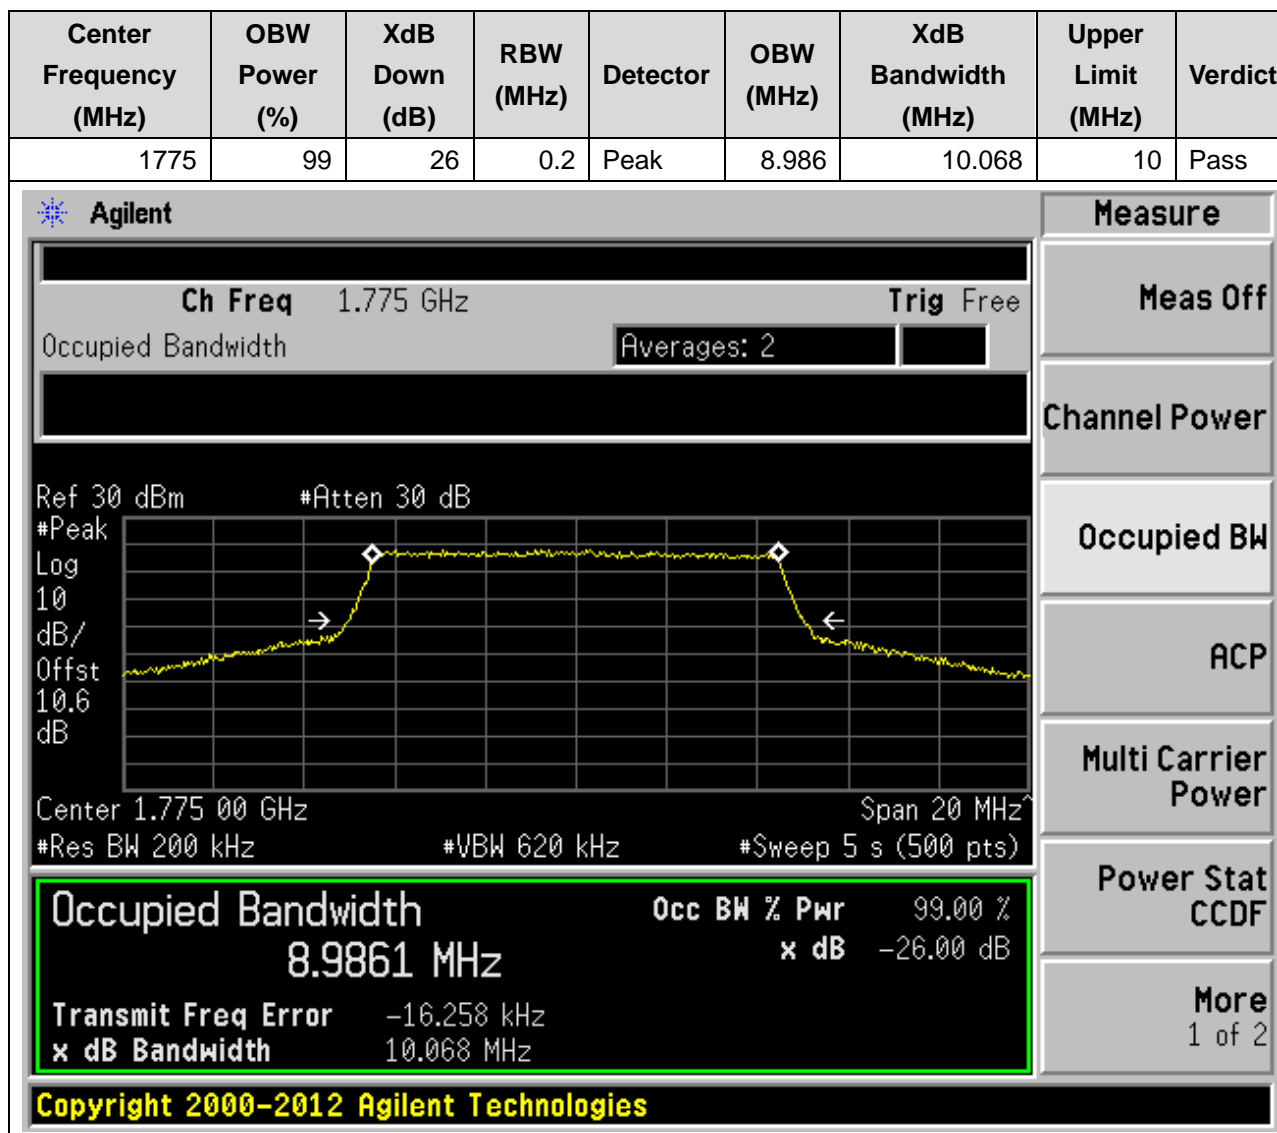 Center Frequency (MHz) OBW Power (%) XdB Down (dB) RBW (MHz) Detector OBW (MHz) XdB Bandwidth (MHz) Upper Limit (MHz) Verdict
1775 99 26 0.2 Peak 8.986 10.068 10 Pass
Agilent
Measure
Ch Freq 1.775 GHz Trig Free
Meas Off
Occupied Bandwidth Averages: 2
Channel Power
Ref 30 dBm #Atten 30 dB
#Peak
Log
10
dB/
Offst
10.6
dB
Occupied BW
ACP
Multi Carrier
Power
Center 1.775 00 GHz Span 20 MHz^
#Res BW 200 kHz #VBW 620 kHz #Sweep 5 s (500 pts)
Power Stat
CCDF
Occupied Bandwidth Occ BW % Pwr 99.00 %
8.9861 MHz x dB -26.00 dB
Transmit Freq Error -16.258 kHz
x dB Bandwidth 10.068 MHz
More
1 of 2
Copyright 2000-2012 Agilent Technologies